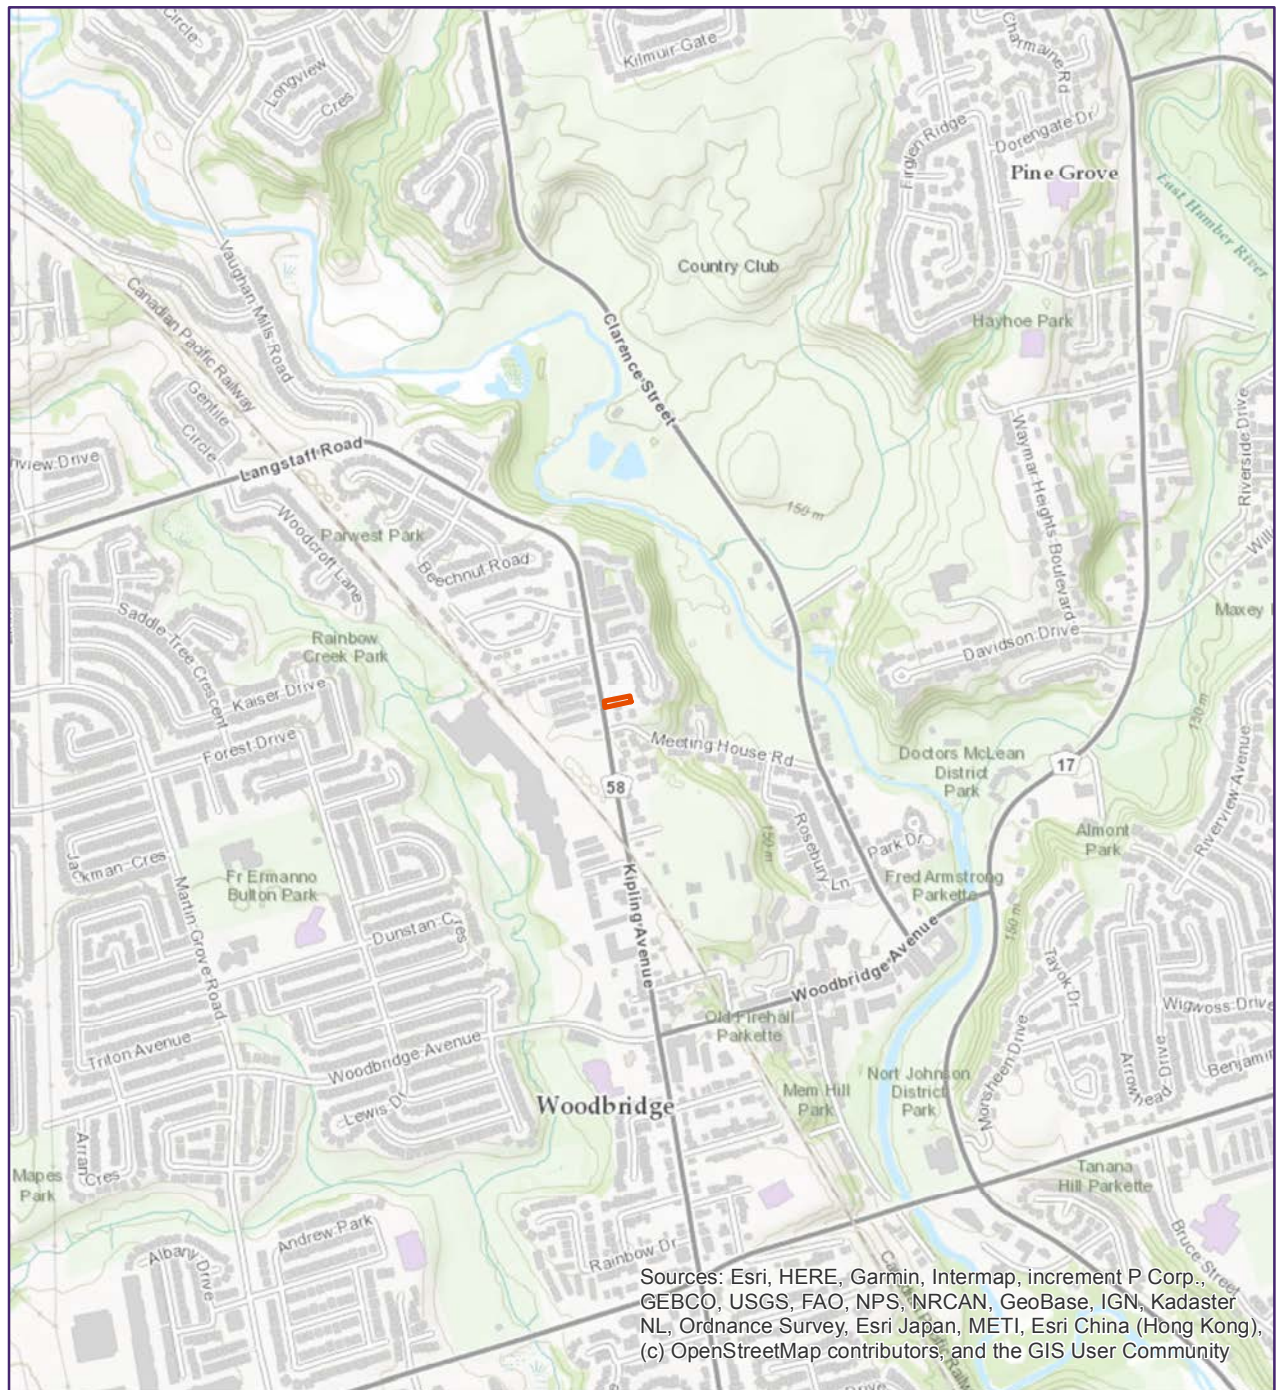 Circle
Longview
Cres
Kilmuir Gate
Charmaine Rd
Dorengate Dr
Firglen Ridge
Pine Grove
East Humber River
Country Club
Vaughan Mills Road
Canadian Pacific Railway
Clarence Street
Hayhoe Park
Gentile
Circle
Langstaff Road
nview Drive
Waymar Heights Boulevard
Riverside Drive
150 m
Woodcroft Lane
Parwest Park
Beechnut Road
Will
Maxey
Saddle Tree Crescent
Rainbow
Creek Park
Davidson Drive
Kaiser Drive
Forest Drive
150 m
Meeting House Rd
Doctors McLean
District
Park
17
58
Riverview Avenue
Rosebury Ln
150 m
Park Dr
Almont
Park
Jackman Cres
Fr Ermanno
Bulton Park
Martin Grove Road
Kipling Avenue
Fred Armstrong
Parkette
Dunstan Cres
150 m
Woodbridge Avenue
Tayok Dr
Wigwoss Drive
Old Firehall
Parkette
Triton Avenue
Woodbridge Avenue
Monsheen Drive
Arrowhead Drive
Benjamin
Lewis Dr
Nort Johnson
District
Park
Mem Hill
Park
Woodbridge
Arran Cres
Mapes
Park
Tanana
Hill Parkette
Bruce Street
Andrew Park
Albany Drive
Rainbow Dr
Sources: Esri, HERE, Garmin, Intermap, increment P Corp.,
GEBCO, USGS, FAO, NPS, NRCAN, GeoBase, IGN, Kadaster
NL, Ordnance Survey, Esri Japan, METI, Esri China (Hong Kong),
(c) OpenStreetMap contributors, and the GIS User Community
Drive